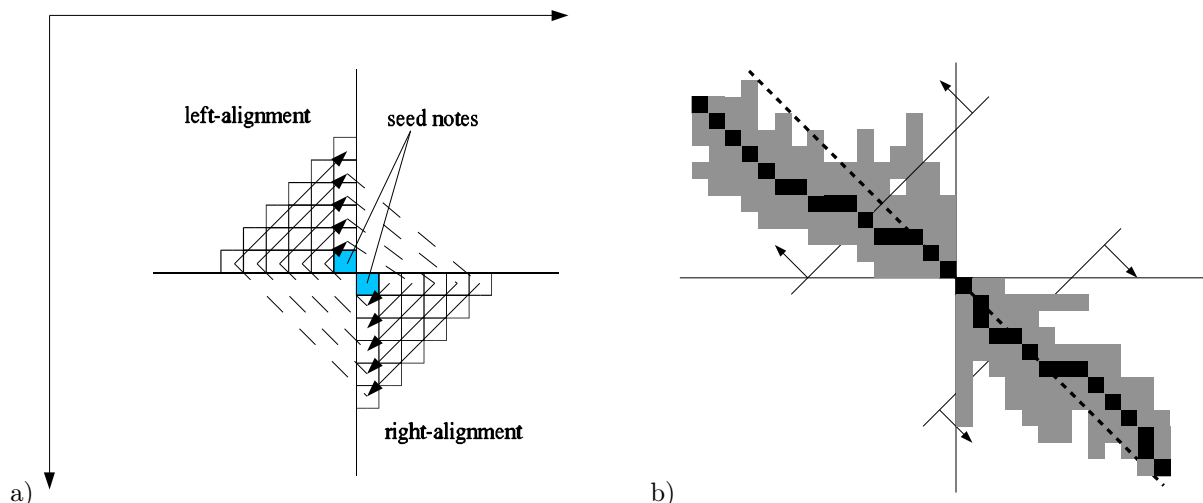 left-alignment
seed notes
right-alignment
a)
b)